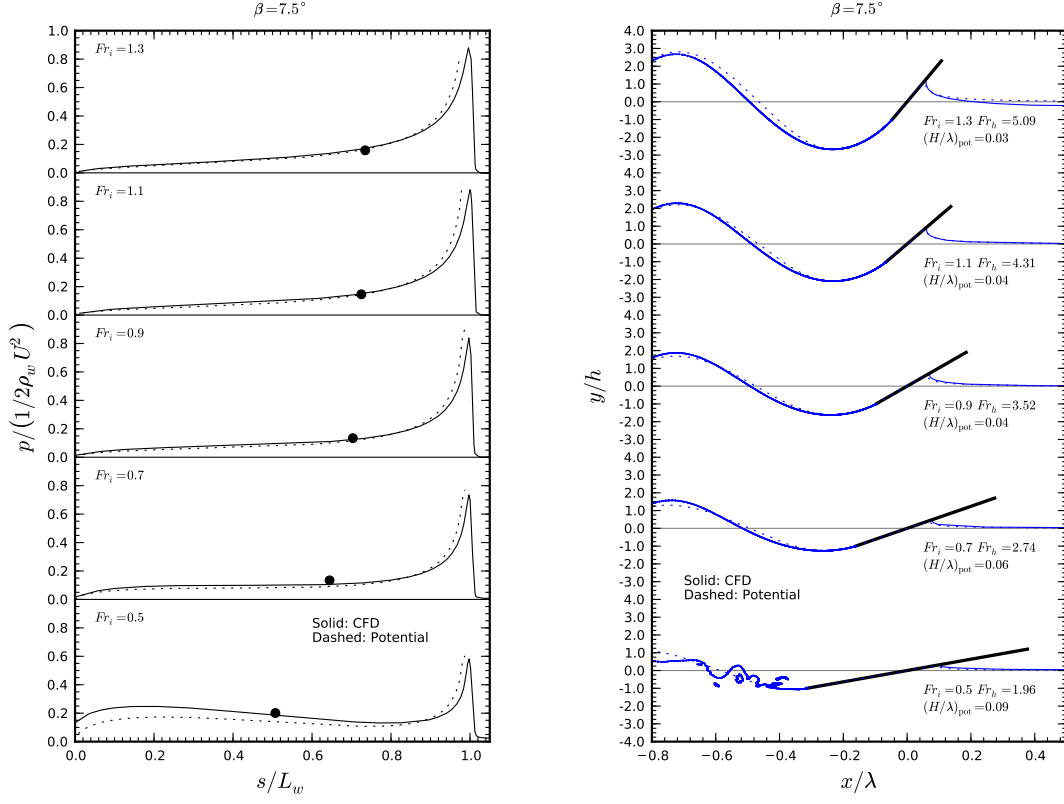 β=7.5°
1.0
0.8
0.6
0.4
0.2
0.0
Fr_i=1.3
0.8
0.6
0.4
0.2
0.0
Fr_i=1.1
0.8
0.6
0.4
0.2
0.0
Fr_i=0.9
0.8
0.6
0.4
0.2
0.0
Fr_i=0.7
0.8
0.6
0.4
0.2
0.0
Fr_i=0.5
Solid: CFD
Dashed: Potential
p/(1/2ρ_w U²)
0.0 0.2 0.4 0.6 0.8 1.0
s/L_w
β=7.5°
4.0
3.0
2.0
1.0
0.0
-1.0
-2.0
-3.0
Fr_i=1.3 Fr_h=5.09
(H/λ)_pot=0.03
4.0
3.0
2.0
1.0
0.0
-1.0
-2.0
-3.0
Fr_i=1.1 Fr_h=4.31
(H/λ)_pot=0.04
4.0
3.0
2.0
1.0
0.0
-1.0
-2.0
-3.0
Fr_i=0.9 Fr_h=3.52
(H/λ)_pot=0.04
4.0
3.0
2.0
1.0
0.0
-1.0
-2.0
-3.0
Fr_i=0.7 Fr_h=2.74
(H/λ)_pot=0.06
Solid: CFD
Dashed: Potential
4.0
3.0
2.0
1.0
0.0
-1.0
-2.0
-3.0
-4.0
Fr_i=0.5 Fr_h=1.96
(H/λ)_pot=0.09
y/h
−0.8 −0.6 −0.4 −0.2 0.0 0.2 0.4
x/λ